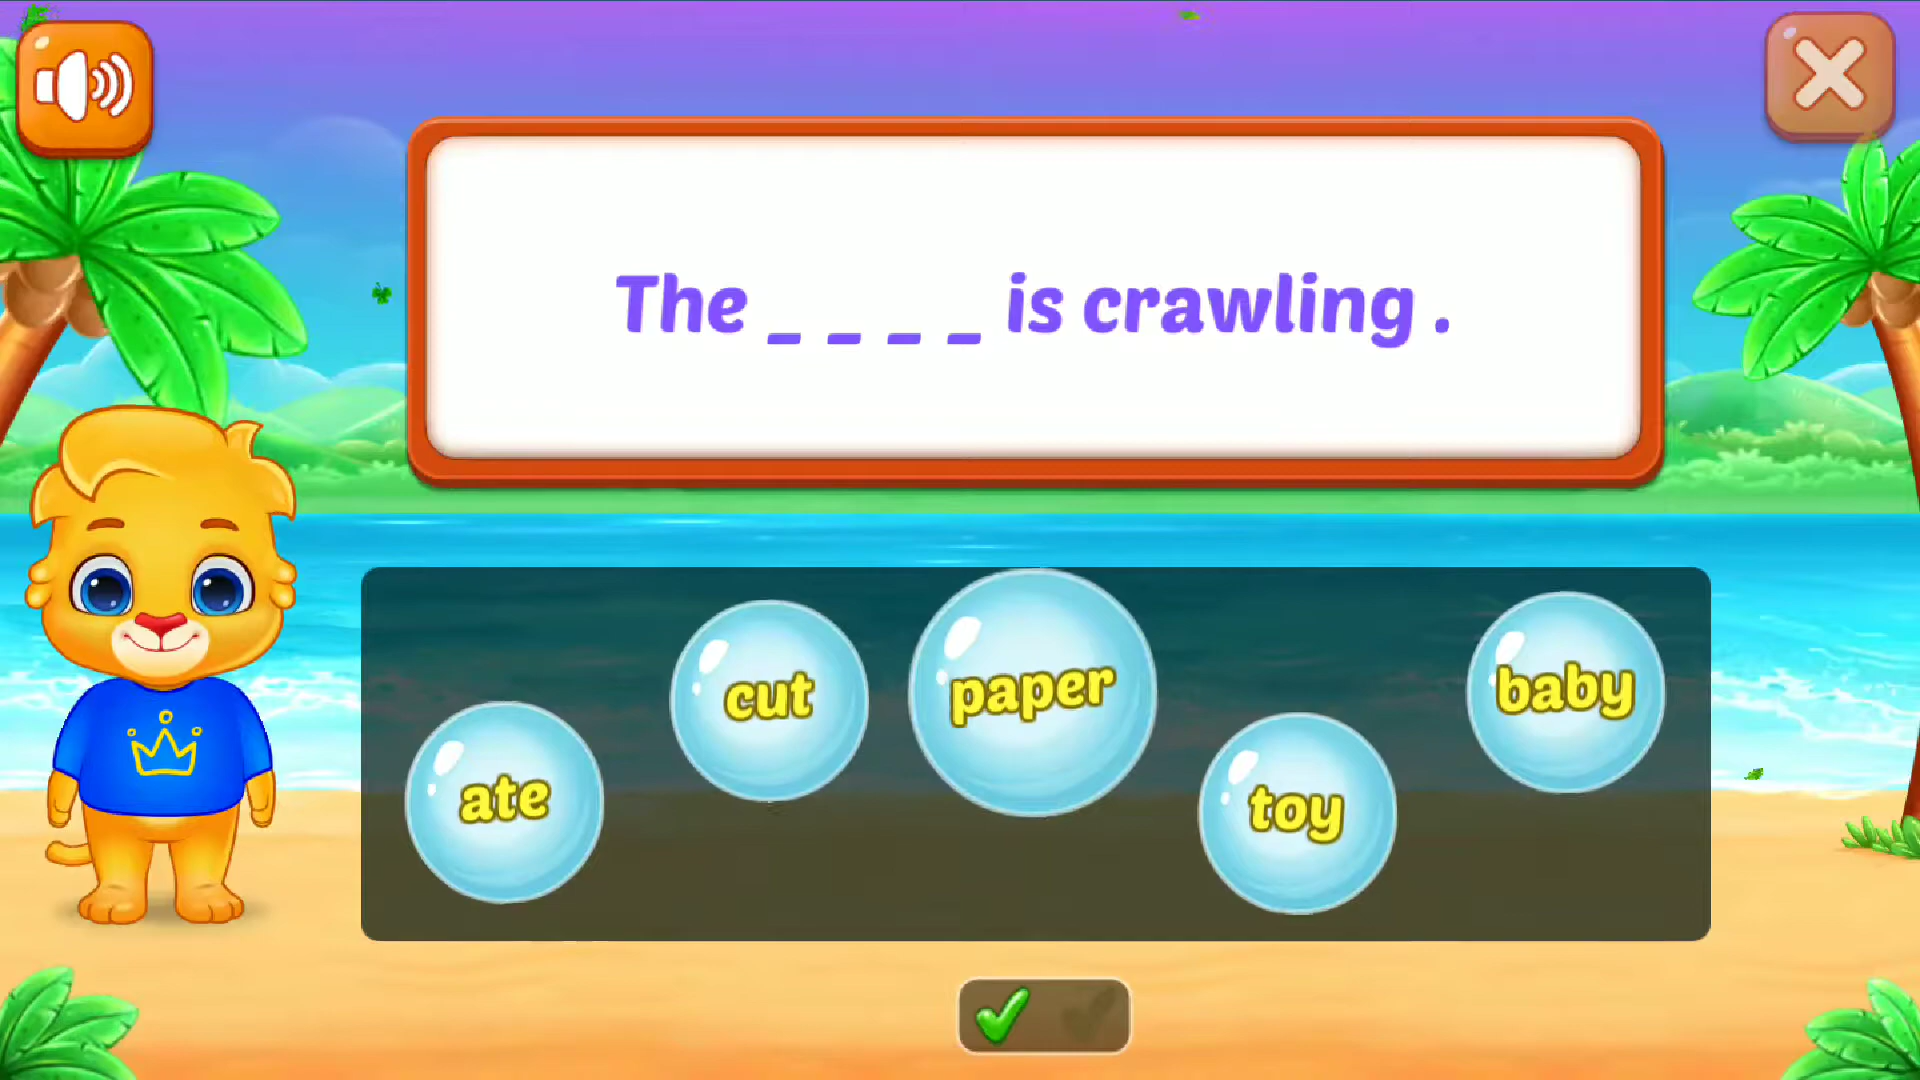 The _ _ _ _ is crawling .
ate
cut
paper
toy
baby